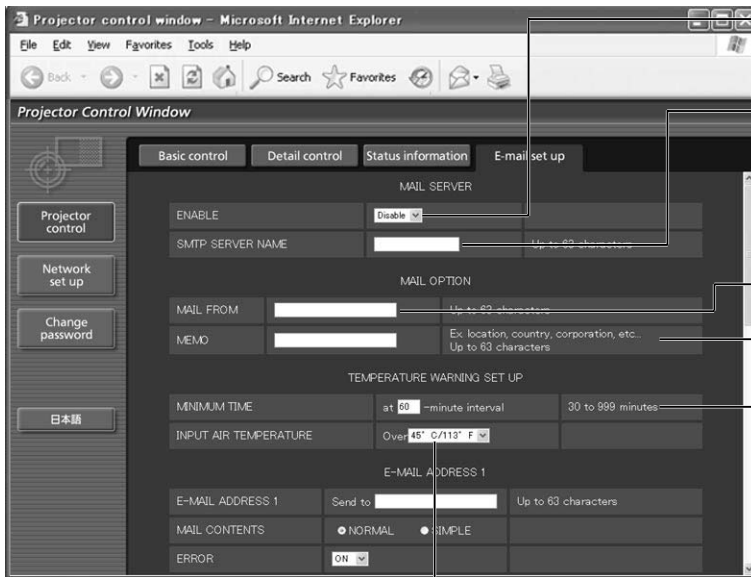 Projector control window - Microsoft Internet Explorer
File Edit View Favorites Tools Help
Back Search Favorites
Projector Control Window
Basic control Detail control Status information E-mail set up
Projector control
Network set up
Change password
日本語
MAIL SERVER
ENABLE Disable
SMTP SERVER NAME Up to 63 characters
MAIL OPTION
MAIL FROM Up to 63 characters
MEMO Ex. location, country, corporation, etc...
Up to 63 characters
TEMPERATURE WARNING SET UP
MINIMUM TIME at 60 -minute interval 30 to 999 minutes
INPUT AIR TEMPERATURE Over 45° C/113° F
E-MAIL ADDRESS 1
E-MAIL ADDRESS 1 Send to Up to 63 characters
MAIL CONTENTS NORMAL SIMPLE
ERROR ON